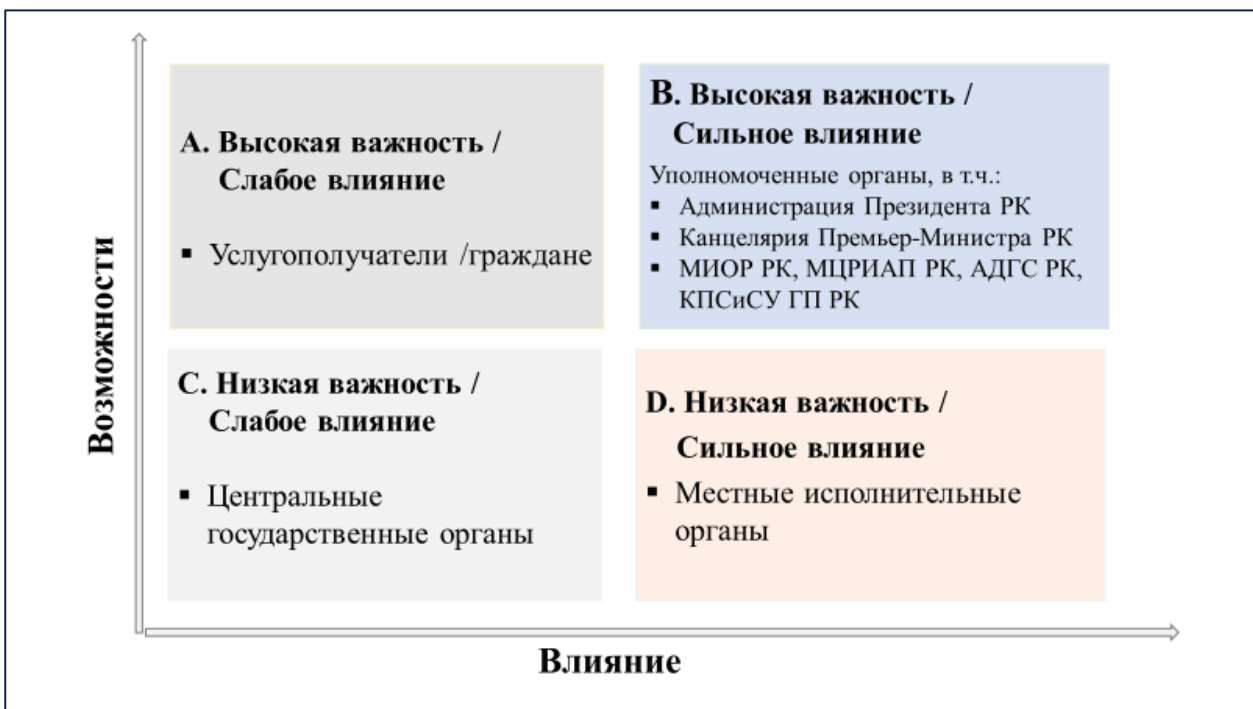 Возможности
A. Высокая важность /
Слабое влияние
▪ Услугополучатели /граждане
B. Высокая важность /
Сильное влияние
Уполномоченные органы, в т.ч.:
▪ Администрация Президента РК
▪ Канцелярия Премьер-Министра РК
▪ МИОР РК, МЦРИАП РК, АДГС РК,
КПСиСУ ГП РК
C. Низкая важность /
Слабое влияние
▪ Центральные
государственные органы
D. Низкая важность /
Сильное влияние
▪ Местные исполнительные
органы
Влияние